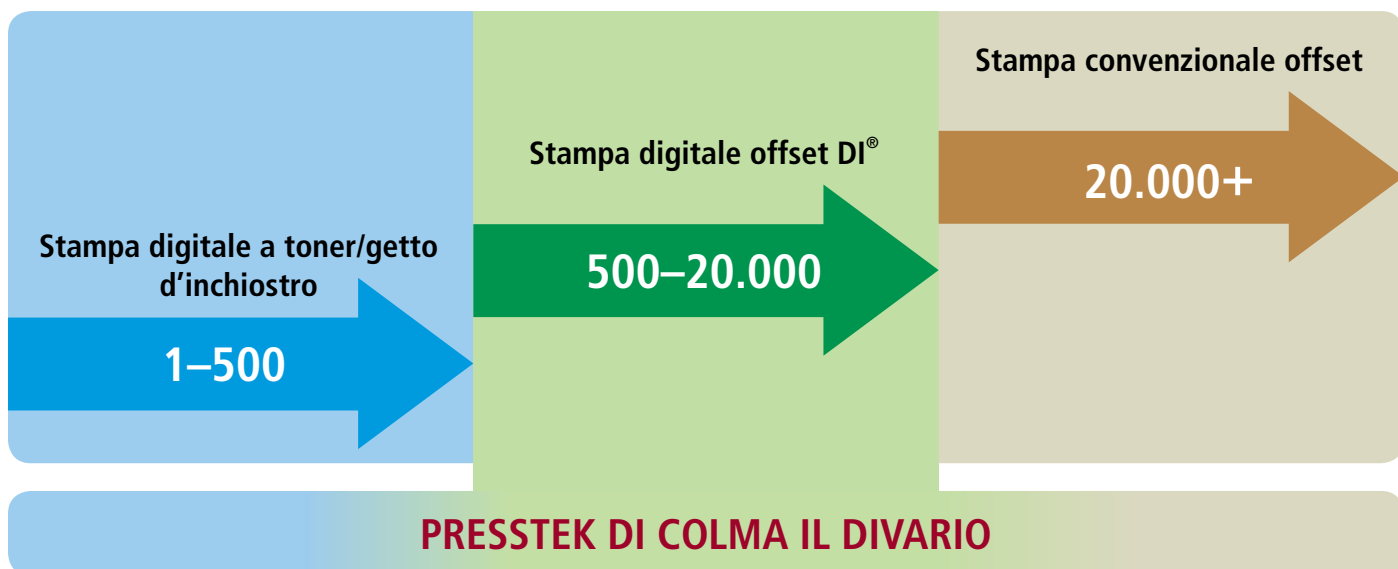 Stampa digitale a toner/getto
d’inchiostro
1–500
Stampa digitale offset DI®
500–20.000
Stampa convenzionale offset
20.000+
PRESSTEK DI COLMA IL DIVARIO